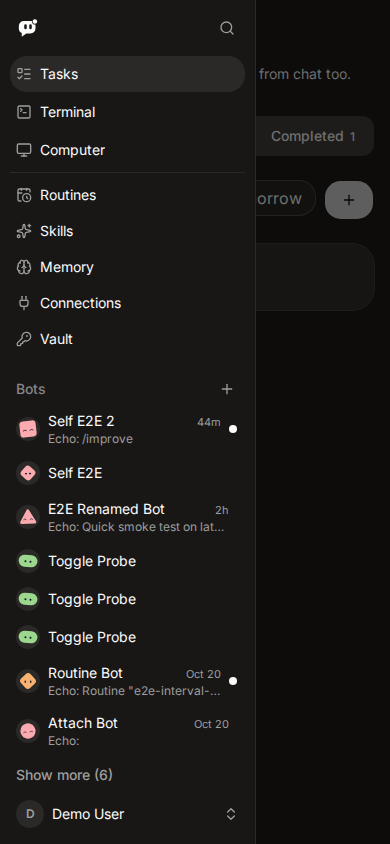 Tasks
from chat too.
Terminal
Completed 1
Computer
Routines
orrow
Skills
Memory
Connections
Vault
Bots
Self E2E 2 44m
Echo: /improve
Self E2E
E2E Renamed Bot 2h
Echo: Quick smoke test on lat...
Toggle Probe
Toggle Probe
Toggle Probe
Routine Bot Oct 20
Echo: Routine "e2e-interval-...
Attach Bot Oct 20
Echo:
Show more (6)
D Demo User